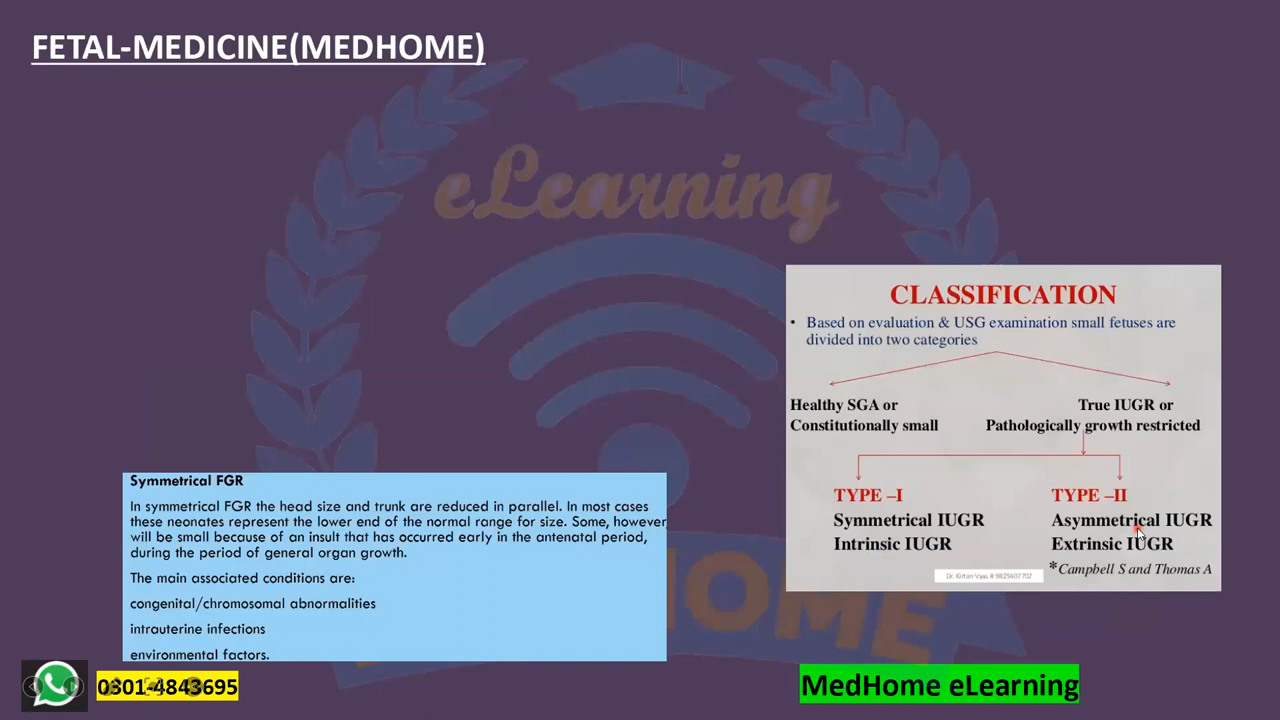 FETAL-MEDICINE(MEDHOME)
eLearning
CLASSIFICATION
• Based on evaluation & USG examination small fetuses are
divided into two categories
Healthy SGA or
Constitutionally small
True IUGR or
Pathologically growth restricted
TYPE –I
Symmetrical IUGR
Intrinsic IUGR
TYPE –II
Asymmetrical IUGR
Extrinsic IUGR
*Campbell S and Thomas A
Dr. Kirtan Vyas # 9825407702
Symmetrical FGR
In symmetrical FGR the head size and trunk are reduced in parallel. In most cases
these neonates represent the lower end of the normal range for size. Some, however
will be small because of an insult that has occurred early in the antenatal period,
during the period of general organ growth.
The main associated conditions are:
congenital/chromosomal abnormalities
intrauterine infections
environmental factors.
HOME
0301-4843695
MedHome eLearning